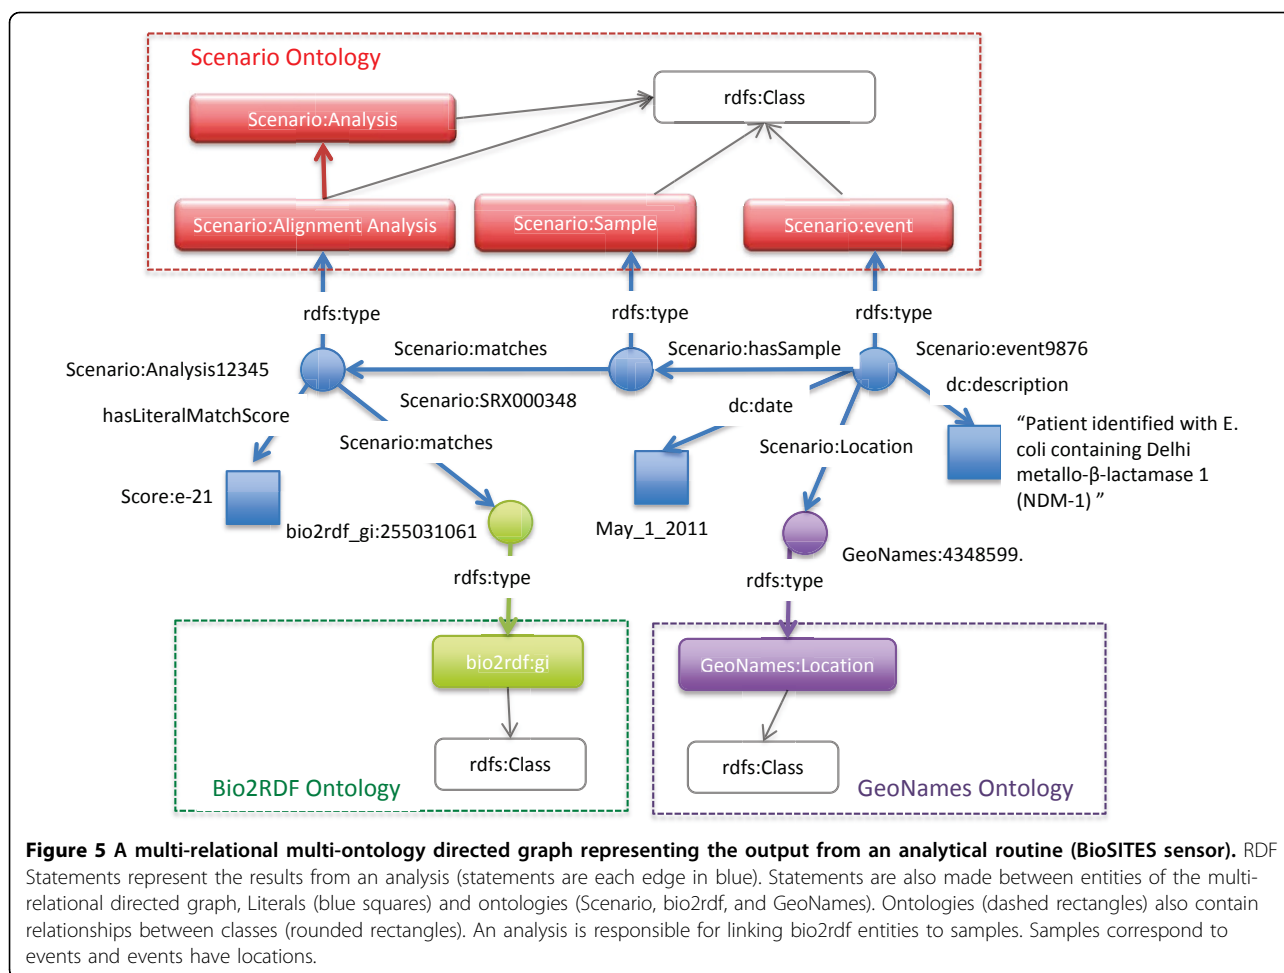 Scenario Ontology
rdfs:Class
Scenario:Analysis
Scenario:Alignment Analysis
Scenario:Sample
Scenario:event
rdfs:type
rdfs:type
rdfs:type
Scenario:matches
Scenario:hasSample
Scenario:event9876
Scenario:Analysis12345
dc:description
Scenario:SRX000348
dc:date
hasLiteralMatchScore
Scenario:matches
Scenario:Location
“Patient identified with E.
coli containing Delhi
metallo-β-lactamase 1
(NDM-1) ”
Score:e-21
bio2rdf_gi:255031061
May_1_2011
GeoNames:4348599.
rdfs:type
rdfs:type
bio2rdf:gi
GeoNames:Location
rdfs:Class
rdfs:Class
Bio2RDF Ontology
GeoNames Ontology
Figure 5 A multi-relational multi-ontology directed graph representing the output from an analytical routine (BioSITES sensor). RDF
Statements represent the results from an analysis (statements are each edge in blue). Statements are also made between entities of the multi-
relational directed graph, Literals (blue squares) and ontologies (Scenario, bio2rdf, and GeoNames). Ontologies (dashed rectangles) also contain
relationships between classes (rounded rectangles). An analysis is responsible for linking bio2rdf entities to samples. Samples correspond to
events and events have locations.